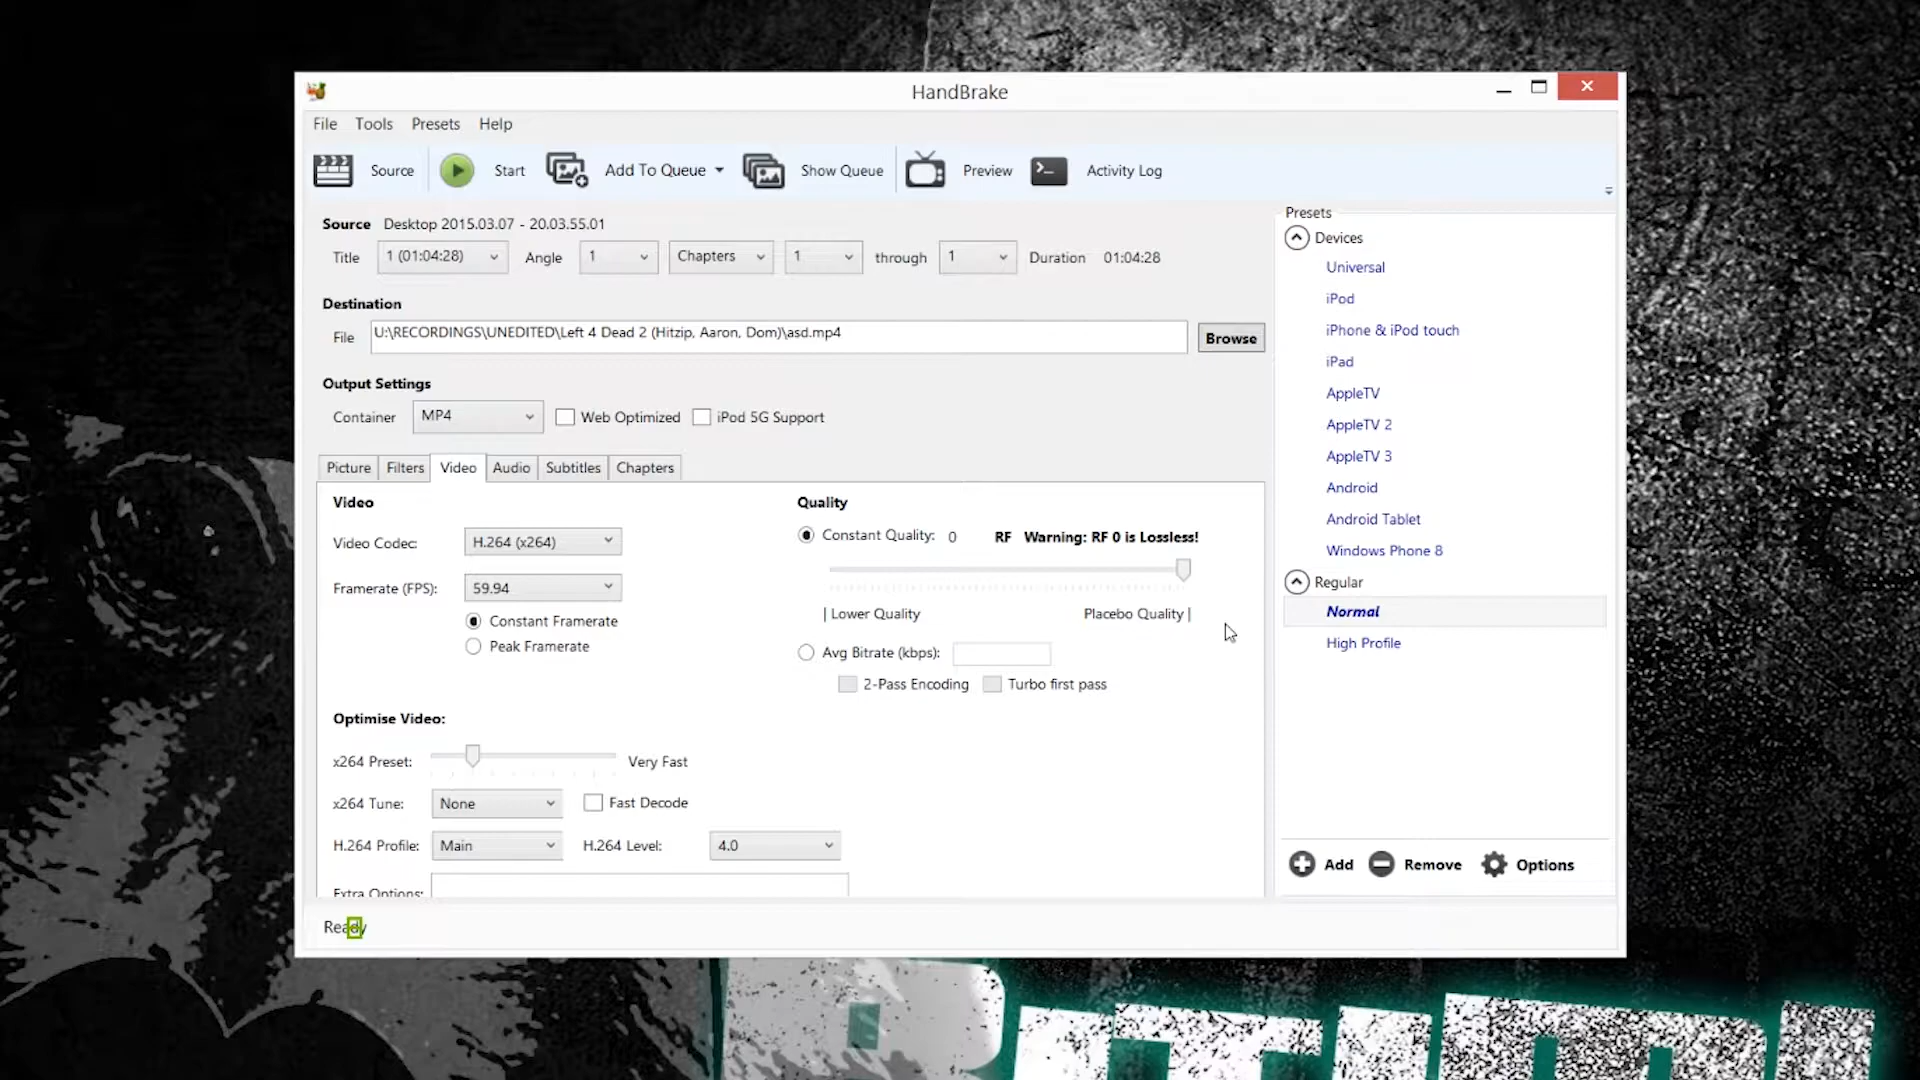 HandBrake
File Tools Presets Help
Source Start Add To Queue Show Queue Preview Activity Log
Source Desktop 2015.03.07 - 20.03.55.01
Title 1 (01:04:28) Angle 1 Chapters 1 through 1 Duration 01:04:28
Destination
File U:\RECORDINGS\UNEDITED\Left 4 Dead 2 (Hitzip, Aaron, Dom)\asd.mp4 Browse
Output Settings
Container MP4 Web Optimized iPod 5G Support
Picture Filters Video Audio Subtitles Chapters
Video
Video Codec: H.264 (x264)
Framerate (FPS): 59.94
Constant Framerate
Peak Framerate
Quality
Constant Quality: 0 RF Warning: RF 0 is Lossless!
| Lower Quality Placebo Quality |
Avg Bitrate (kbps):
2-Pass Encoding Turbo first pass
Optimise Video:
x264 Preset: Very Fast
x264 Tune: None Fast Decode
H.264 Profile: Main H.264 Level: 4.0
Extra Options:
Ready
Presets
Devices
Universal
iPod
iPhone & iPod touch
iPad
AppleTV
AppleTV 2
AppleTV 3
Android
Android Tablet
Windows Phone 8
Regular
Normal
High Profile
Add Remove Options